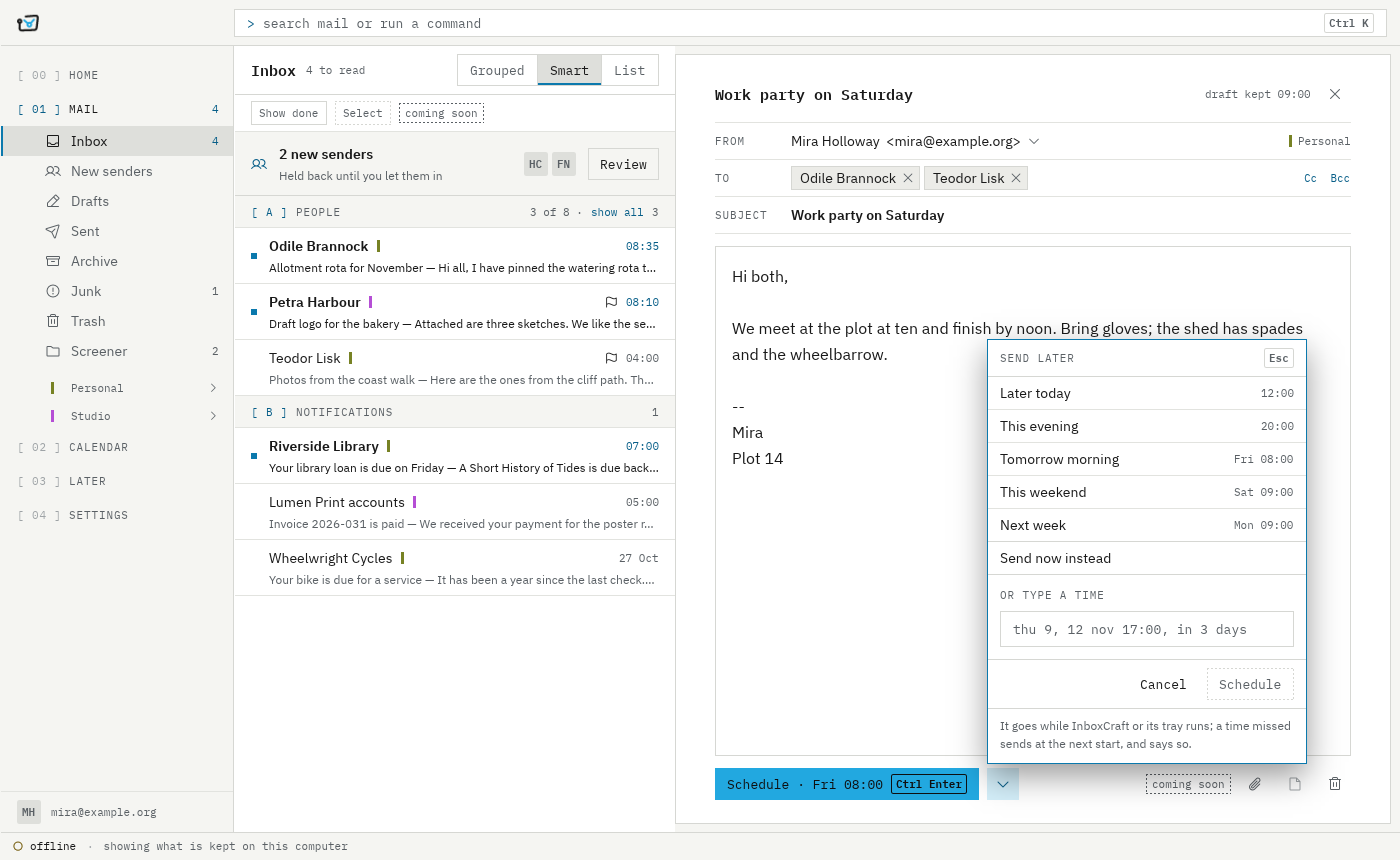 > search mail or run a command
Ctrl K
[ 00 ] HOME
[ 01 ] MAIL 4
Inbox 4
New senders
Drafts
Sent
Archive
Junk 1
Trash
Screener 2
Personal
Studio
[ 02 ] CALENDAR
[ 03 ] LATER
[ 04 ] SETTINGS
MH mira@example.org
offline · showing what is kept on this computer
Inbox 4 to read
Grouped Smart List
Show done Select coming soon
2 new senders
Held back until you let them in
HC FN Review
[ A ] PEOPLE 3 of 8 · show all 3
Odile Brannock 08:35
Allotment rota for November — Hi all, I have pinned the watering rota t…
Petra Harbour 08:10
Draft logo for the bakery — Attached are three sketches. We like the se…
Teodor Lisk 04:00
Photos from the coast walk — Here are the ones from the cliff path. Th…
[ B ] NOTIFICATIONS 1
Riverside Library 07:00
Your library loan is due on Friday — A Short History of Tides is due back…
Lumen Print accounts 05:00
Invoice 2026-031 is paid — We received your payment for the poster r…
Wheelwright Cycles 27 Oct
Your bike is due for a service — It has been a year since the last check.…
Work party on Saturday draft kept 09:00
FROM Mira Holloway <mira@example.org> Personal
TO Odile Brannock Teodor Lisk Cc Bcc
SUBJECT Work party on Saturday
Hi both,
We meet at the plot at ten and finish by noon. Bring gloves; the shed has spades
and the wheelbarrow.
--
Mira
Plot 14
SEND LATER Esc
Later today 12:00
This evening 20:00
Tomorrow morning Fri 08:00
This weekend Sat 09:00
Next week Mon 09:00
Send now instead
OR TYPE A TIME
thu 9, 12 nov 17:00, in 3 days
Cancel Schedule
It goes while InboxCraft or its tray runs; a time missed
sends at the next start, and says so.
Schedule · Fri 08:00 Ctrl Enter
coming soon